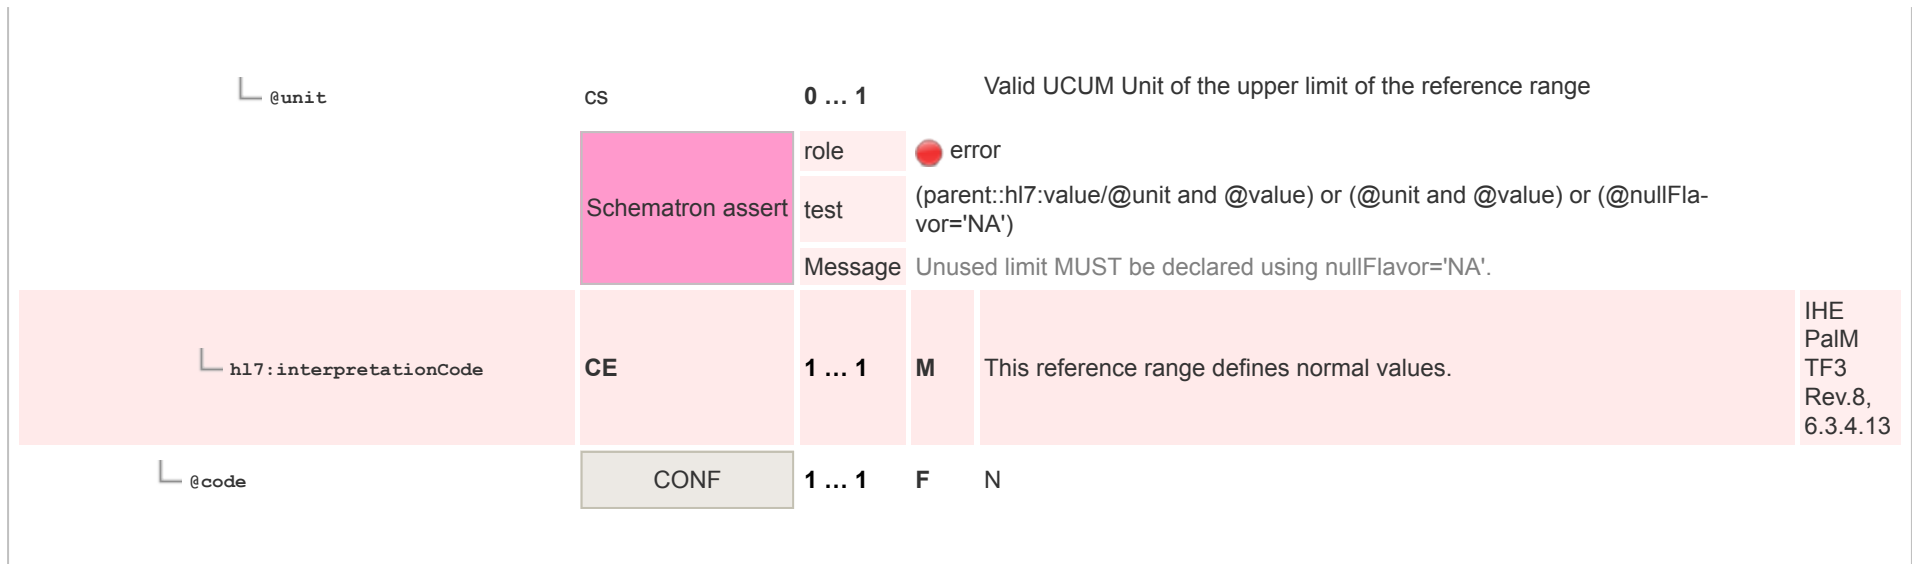 @unit cs 0 … 1 Valid UCUM Unit of the upper limit of the reference range
Schematron assert
role error
test (parent::hl7:value/@unit and @value) or (@unit and @value) or (@nullFla-
vor='NA')
Message Unused limit MUST be declared using nullFlavor='NA'.
hl7:interpretationCode CE 1 … 1 M This reference range defines normal values.
IHE
PalM
TF3
Rev.8,
6.3.4.13
@code CONF 1 … 1 F N